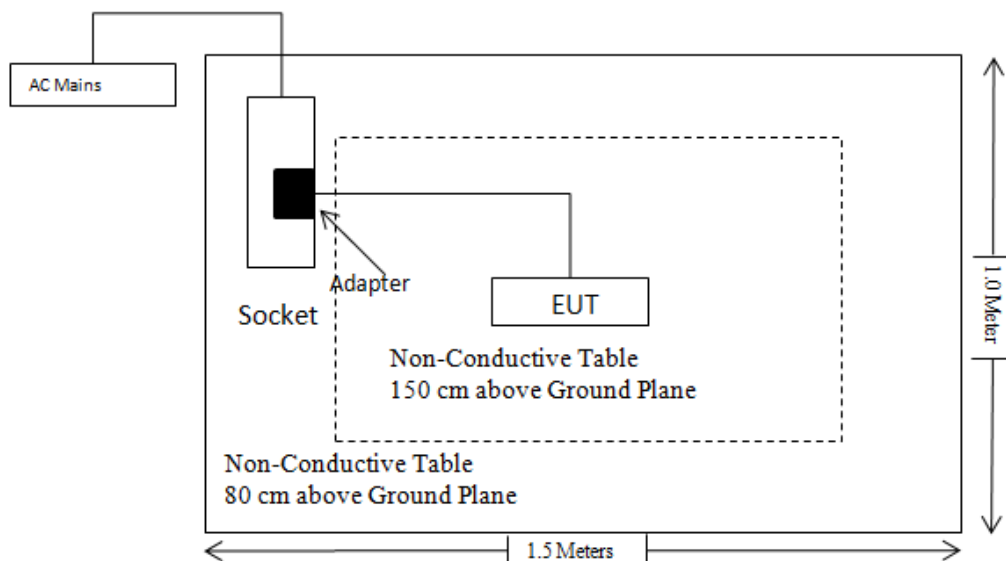 AC Mains
Adapter
Socket
EUT
Non-Conductive Table
150 cm above Ground Plane
Non-Conductive Table
80 cm above Ground Plane
1.0 Meter
1.5 Meters